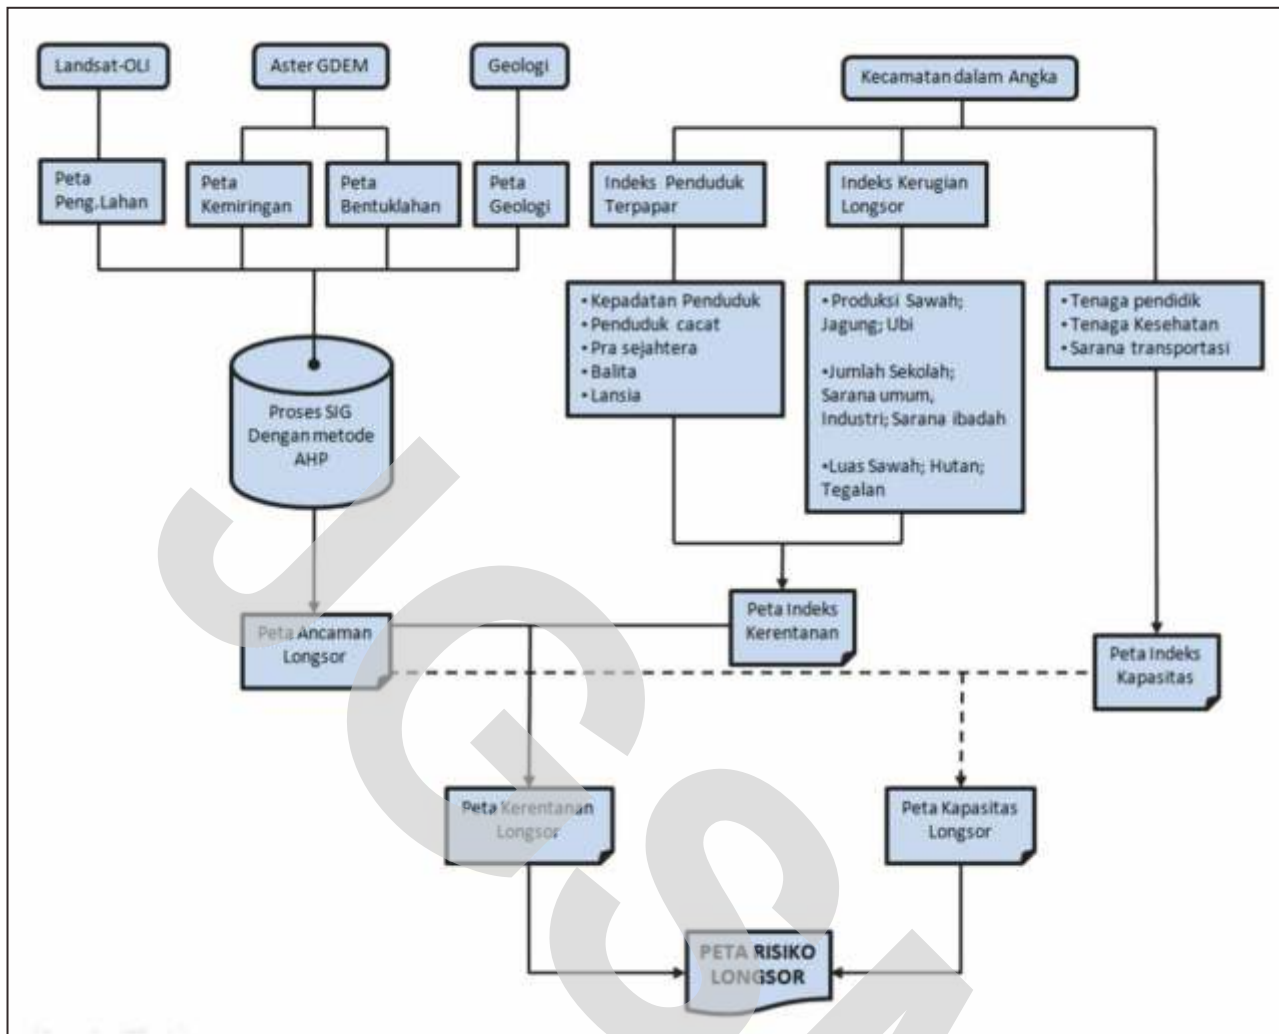 Landsat-OLI
Aster GDEM
Geologi
Kecamatan dalam Angka
Peta
Peng.Lahan
Peta
Kemiringan
Peta
Bentuklahan
Peta
Geologi
Indeks Penduduk
Terpapar
Indeks Kerugian
Longsor
• Kepadatan Penduduk
• Penduduk cacat
• Pra sejahtera
• Balita
• Lansia
• Produksi Sawah;
Jagung; Ubi
•Jumlah Sekolah;
Sarana umum,
Industri; Sarana ibadah
•Luas Sawah; Hutan;
Tegalan
• Tenaga pendidik
• Tenaga Kesehatan
• Sarana transportasi
Proses SIG
Dengan metode
AHP
Peta Ancaman
Longsor
Peta Indeks
Kerentanan
Peta Indeks
Kapasitas
Peta Kerentanan
Longsor
Peta Kapasitas
Longsor
PETA RISIKO
LONGSOR